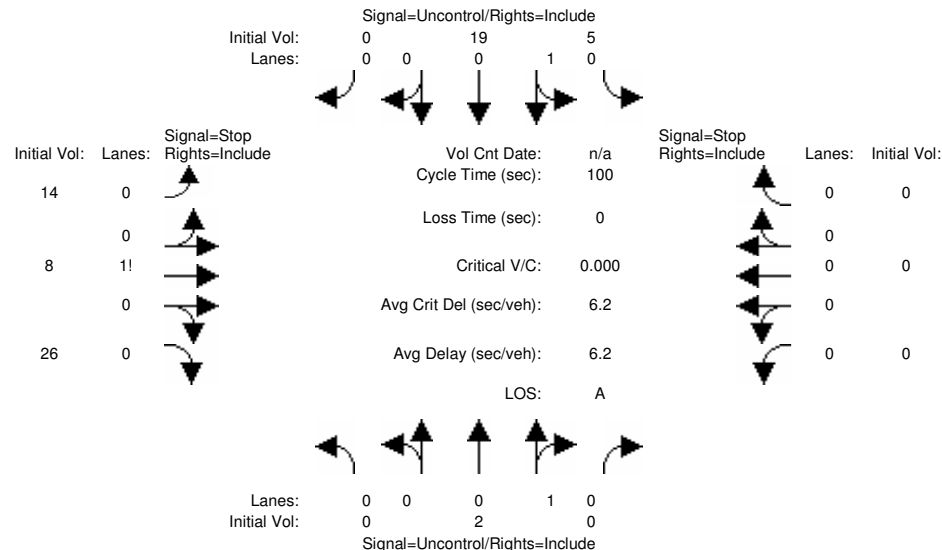 Signal=Uncontrol/Rights=Include
Initial Vol: 0 19 5
Lanes: 0 0 0 1 0
Signal=Stop Signal=Stop
Initial Vol: Lanes: Rights=Include Vol Cnt Date: n/a Rights=Include Lanes: Initial Vol:
Cycle Time (sec): 100
14 0 0 0
Loss Time (sec): 0
0 0
8 1! Critical V/C: 0.000 0 0
0 Avg Crit Del (sec/veh): 6.2 0
26 0 Avg Delay (sec/veh): 6.2 0 0
LOS: A
Lanes: 0 0 0 1 0
Initial Vol: 0 2 0
Signal=Uncontrol/Rights=Include